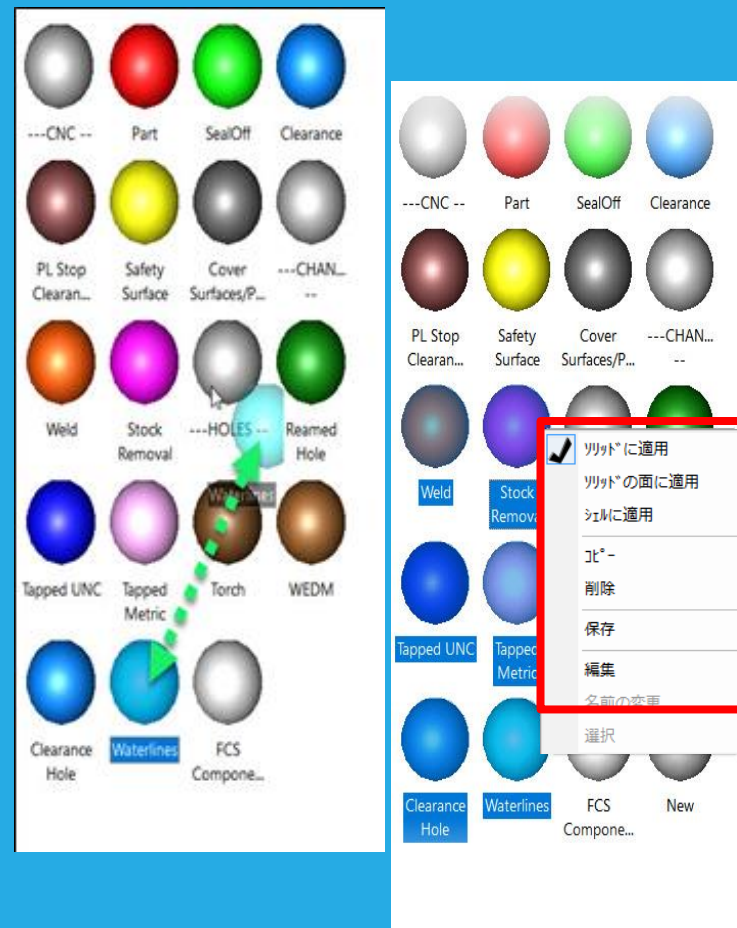 ---CNC --
Part
SealOff
Clearance
PL Stop
Clearan...
Safety
Surface
Cover
Surfaces/P...
---CHAN...
--
Weld
Stock
Removal
---HOLES --
Reamed
Hole
Waterlines
Tapped UNC
Tapped
Metric
Torch
WEDM
Clearance
Hole
Waterlines
FCS
Compone...
---CNC --
Part
SealOff
Clearance
PL Stop
Clearan...
Safety
Surface
Cover
Surfaces/P...
---CHAN...
--
Weld
Stock
Remova
Tapped UNC
Tapped
Metric
Clearance
Hole
Waterlines
FCS
Compone...
New
ｿﾘｯﾄﾞに適用
ｿﾘｯﾄﾞの面に適用
ｼｪﾙに適用
ｺﾋﾟｰ
削除
保存
編集
名前の変更
選択